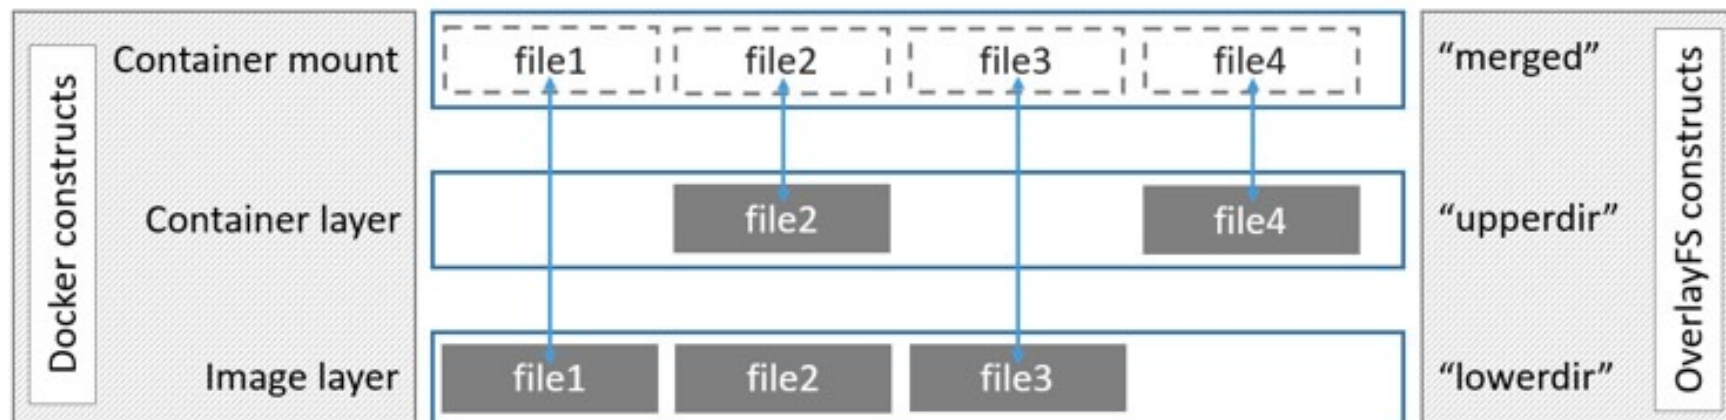 Docker constructs
Container mount
file1
file2
file3
file4
“merged”
Container layer
file2
file4
“upperdir”
Image layer
file1
file2
file3
“lowerdir”
OverlayFS constructs